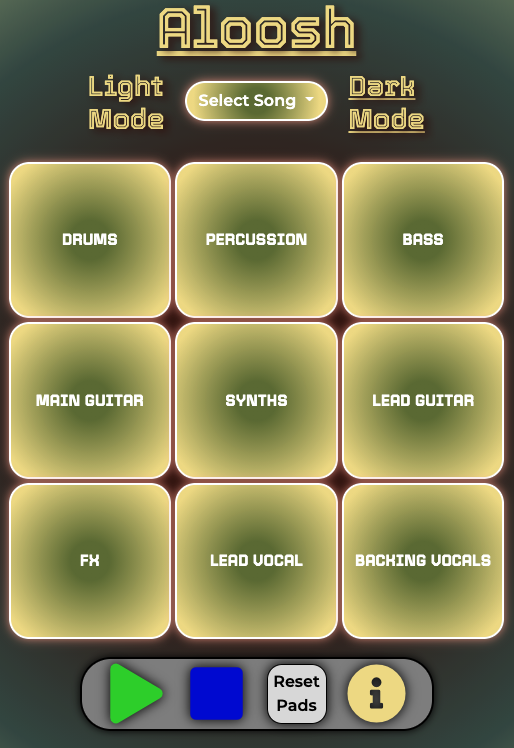 Aloosh
Light
Mode
Select Song
Dark
Mode
DRUMS
PERCUSSION
BASS
MAIN GUITAR
SYNTHS
LEAD GUITAR
FX
LEAD VOCAL
BACKING VOCALS
Reset
Pads
i